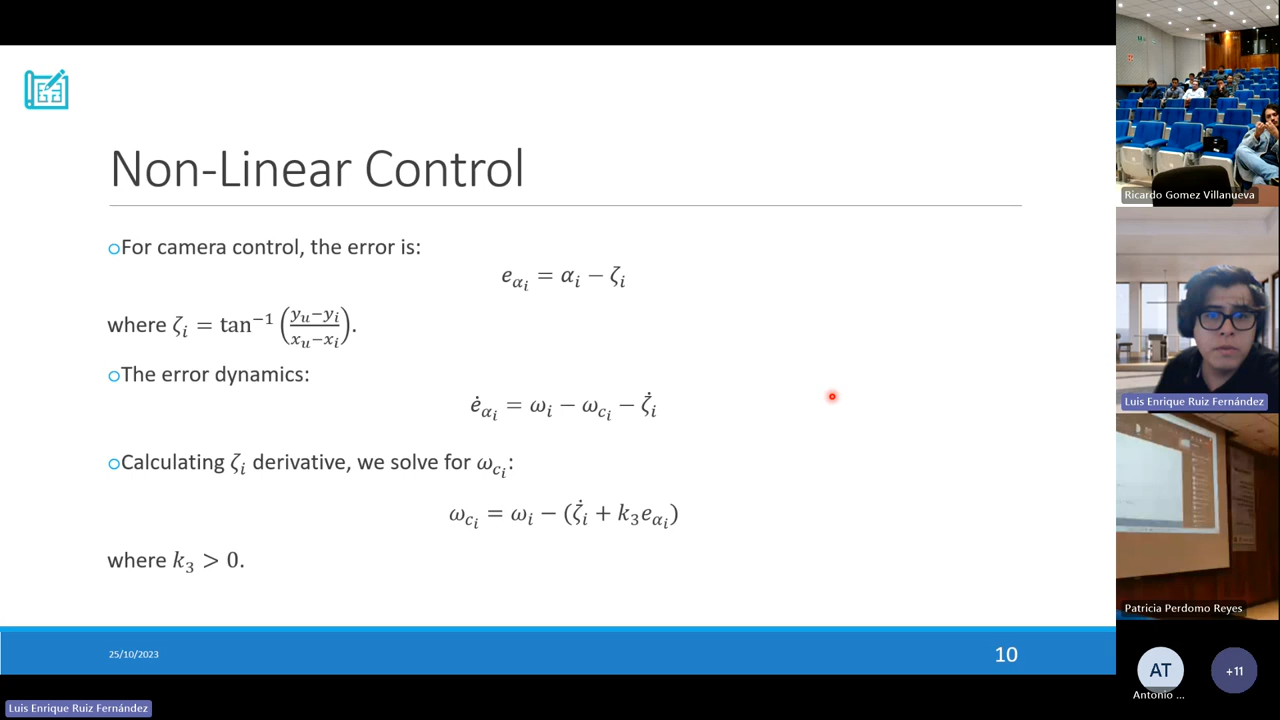 Non-Linear Control
oFor camera control, the error is:
e_{α_i} = α_i − ζ_i
where ζ_i = tan⁻¹ ((y_u−y_i)/(x_u−x_i)).
oThe error dynamics:
ė_{α_i} = ω_i − ω_{c_i} − ζ̇_i
oCalculating ζ_i derivative, we solve for ω_{c_i}:
ω_{c_i} = ω_i − (ζ̇_i + k_3 e_{α_i})
where k_3 > 0.
25/10/2023
10
Luis Enrique Ruiz Fernández
Ricardo Gomez Villanueva
Luis Enrique Ruiz Fernández
Patricia Perdomo Reyes
AT
Antonio ...
+11